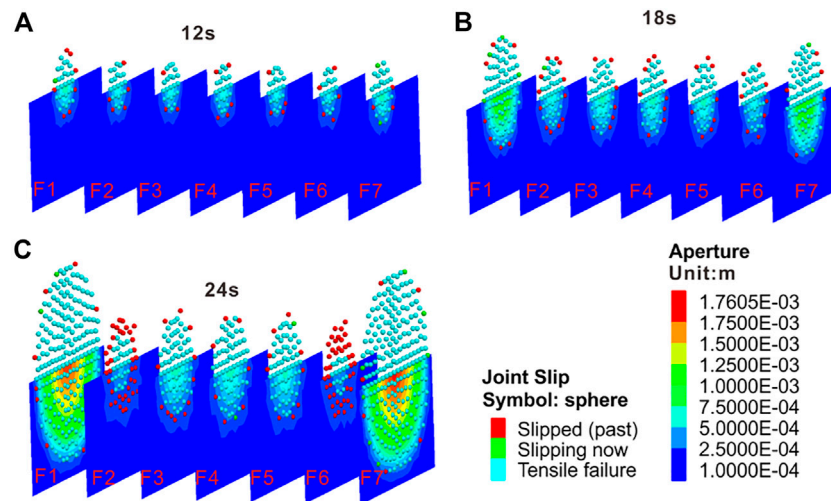 A
12s
F1 F2 F3 F4 F5 F6 F7
B
18s
F1 F2 F3 F4 F5 F6 F7
C
24s
F1 F2 F3 F4 F5 F6 F7
Joint Slip
Symbol: sphere
Slipped (past)
Slipping now
Tensile failure
Aperture
Unit:m
1.7605E-03
1.7500E-03
1.5000E-03
1.2500E-03
1.0000E-03
7.5000E-04
5.0000E-04
2.5000E-04
1.0000E-04